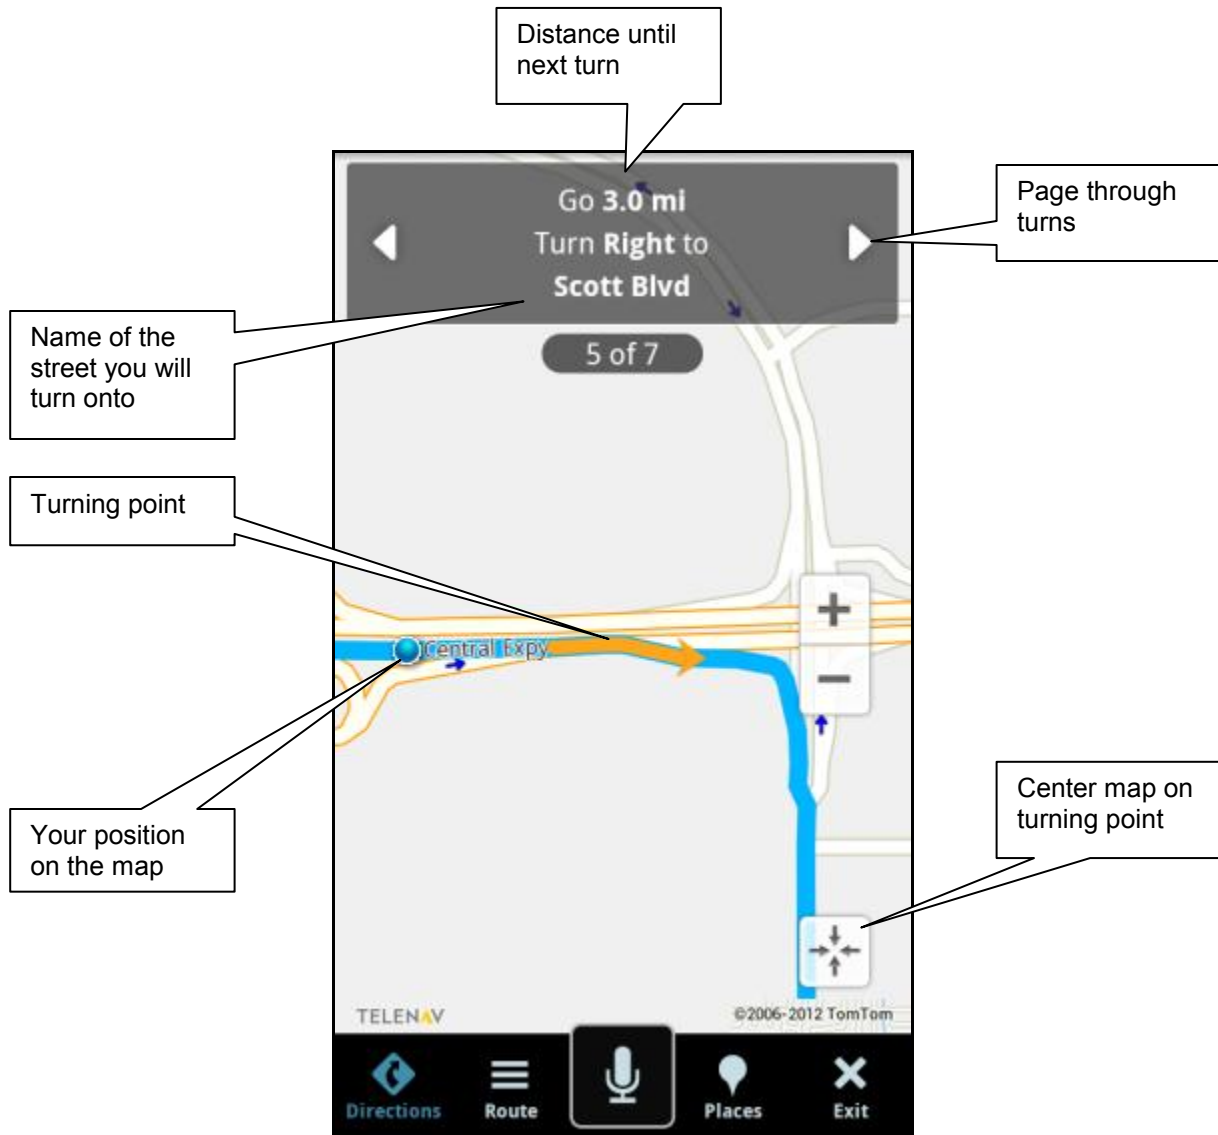 Distance until
next turn
Go 3.0 mi
Turn Right to
Scott Blvd
Page through
turns
5 of 7
Name of the
street you will
turn onto
Turning point
+
Central Expy
−
Your position
on the map
Center map on
turning point
TELENAV
©2006-2012 TomTom
Directions
Route
Places
Exit